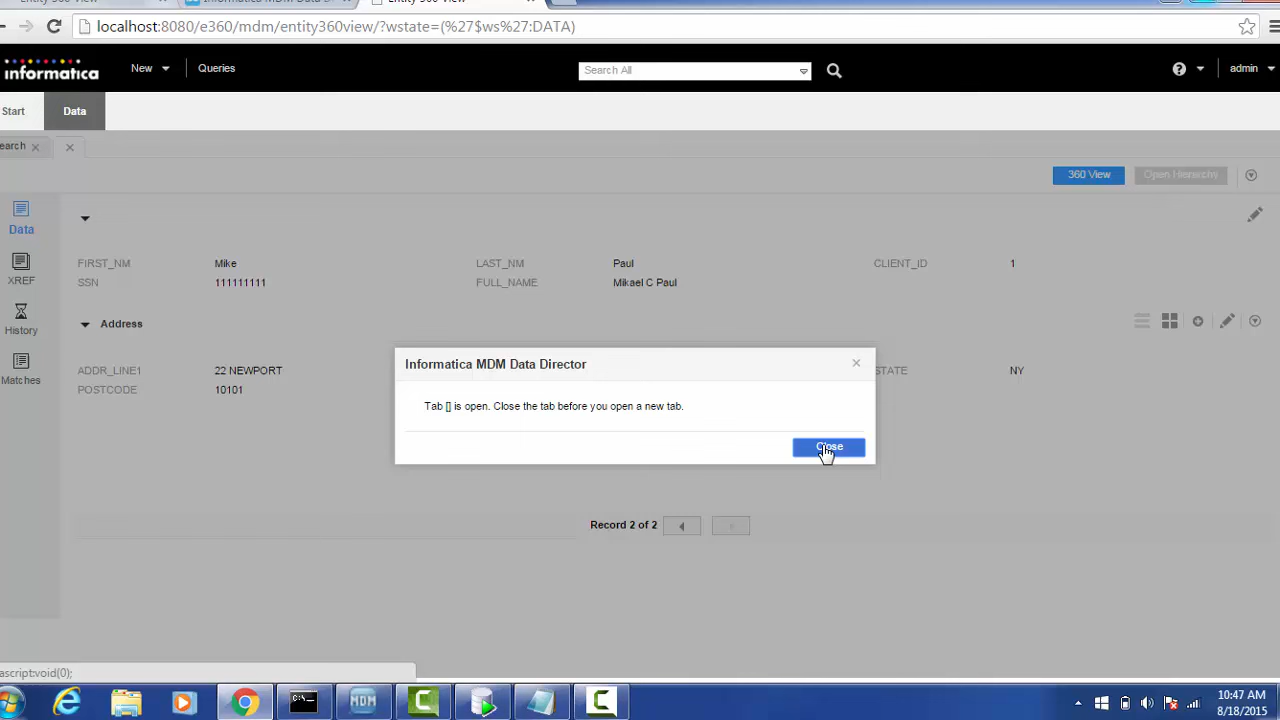 Entity 360 View
Informatica MDM Data D
Entity 360 View
localhost:8080/e360/mdm/entity360view/?wstate=(%27$ws%27:DATA)
informatica
New
Queries
Search All
admin
Start
Data
earch
360 View
Open Hierarchy
Data
FIRST_NM
Mike
LAST_NM
Paul
CLIENT_ID
1
XREF
SSN
111111111
FULL_NAME
Mikael C Paul
History
Address
Matches
ADDR_LINE1
22 NEWPORT
STATE
NY
POSTCODE
10101
Informatica MDM Data Director
Tab [] is open. Close the tab before you open a new tab.
Close
Record 2 of 2
ascript:void(0);
MDM
10:47 AM
8/18/2015